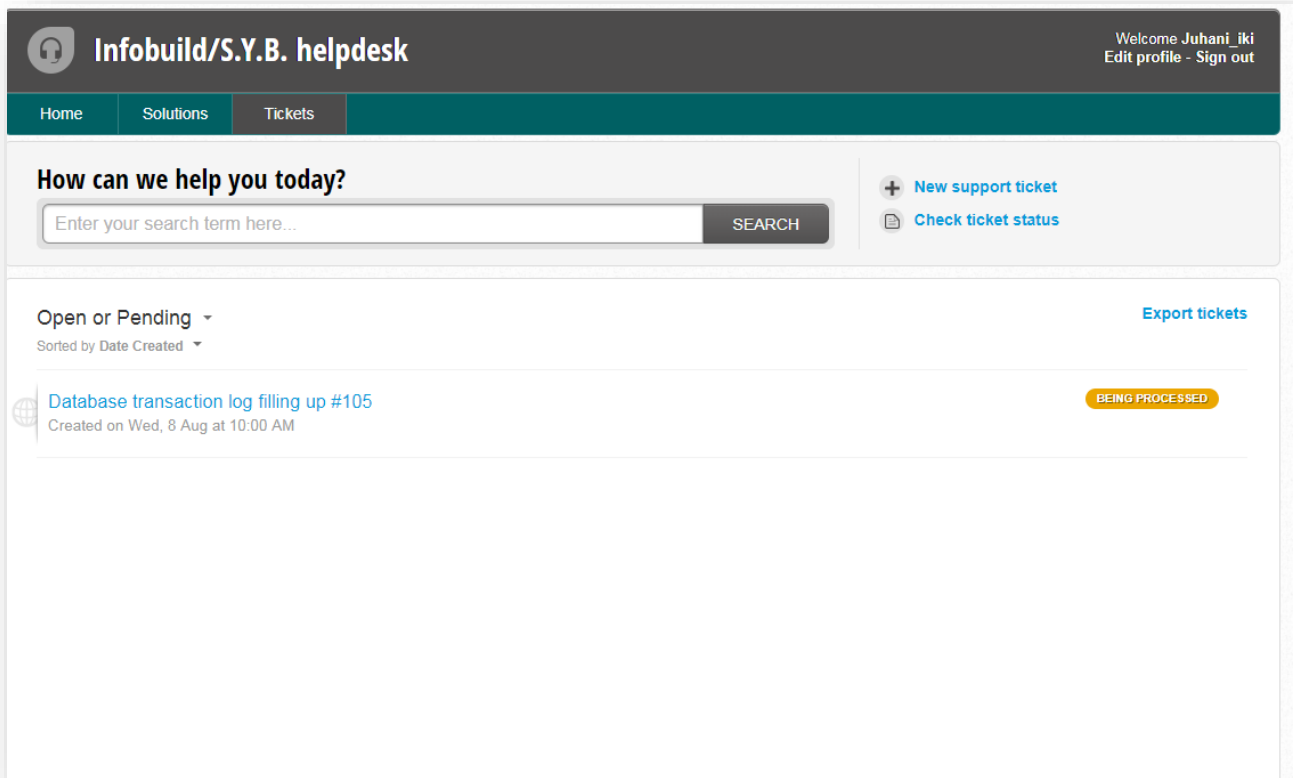 Infobuild/S.Y.B. helpdesk
Welcome Juhani_iki
Edit profile - Sign out
Home
Solutions
Tickets
How can we help you today?
Enter your search term here...
SEARCH
New support ticket
Check ticket status
Open or Pending
Export tickets
Sorted by Date Created
Database transaction log filling up #105
BEING PROCESSED
Created on Wed, 8 Aug at 10:00 AM